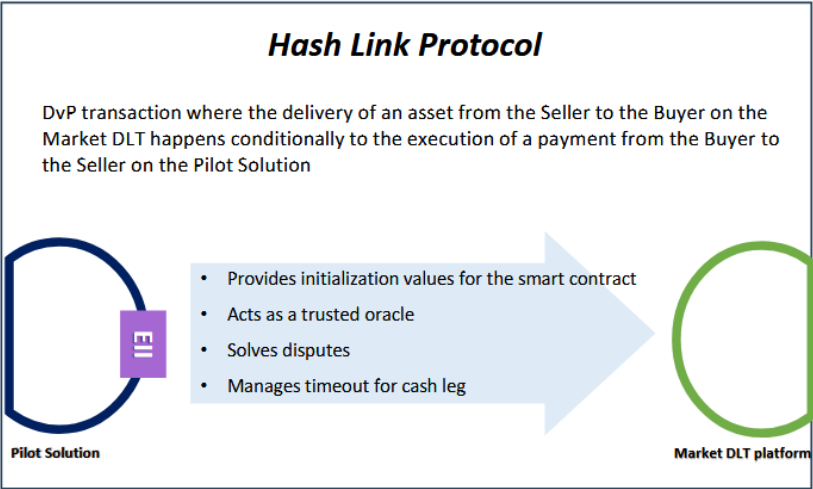 Hash Link Protocol
DvP transaction where the delivery of an asset from the Seller to the Buyer on the
Market DLT happens conditionally to the execution of a payment from the Buyer to
the Seller on the Pilot Solution
• Provides initialization values for the smart contract
• Acts as a trusted oracle
• Solves disputes
• Manages timeout for cash leg
EII
Pilot Solution
Market DLT platform